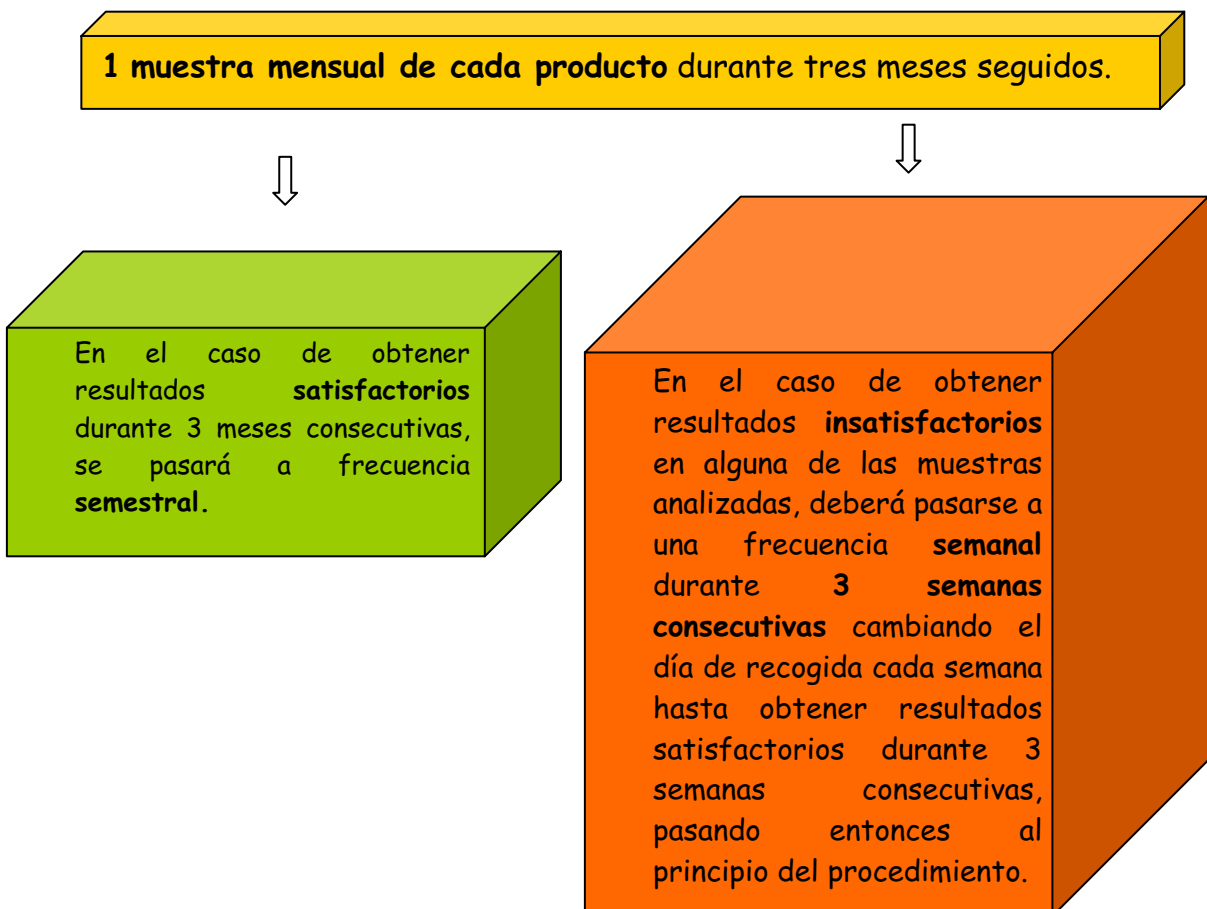 1 muestra mensual de cada producto durante tres meses seguidos.
En el caso de obtener
resultados satisfactorios
durante 3 meses consecutivas,
se pasará a frecuencia
semestral.
En el caso de obtener
resultados insatisfactorios
en alguna de las muestras
analizadas, deberá pasarse a
una frecuencia semanal
durante 3 semanas
consecutivas cambiando el
día de recogida cada semana
hasta obtener resultados
satisfactorios durante 3
semanas consecutivas,
pasando entonces al
principio del procedimiento.